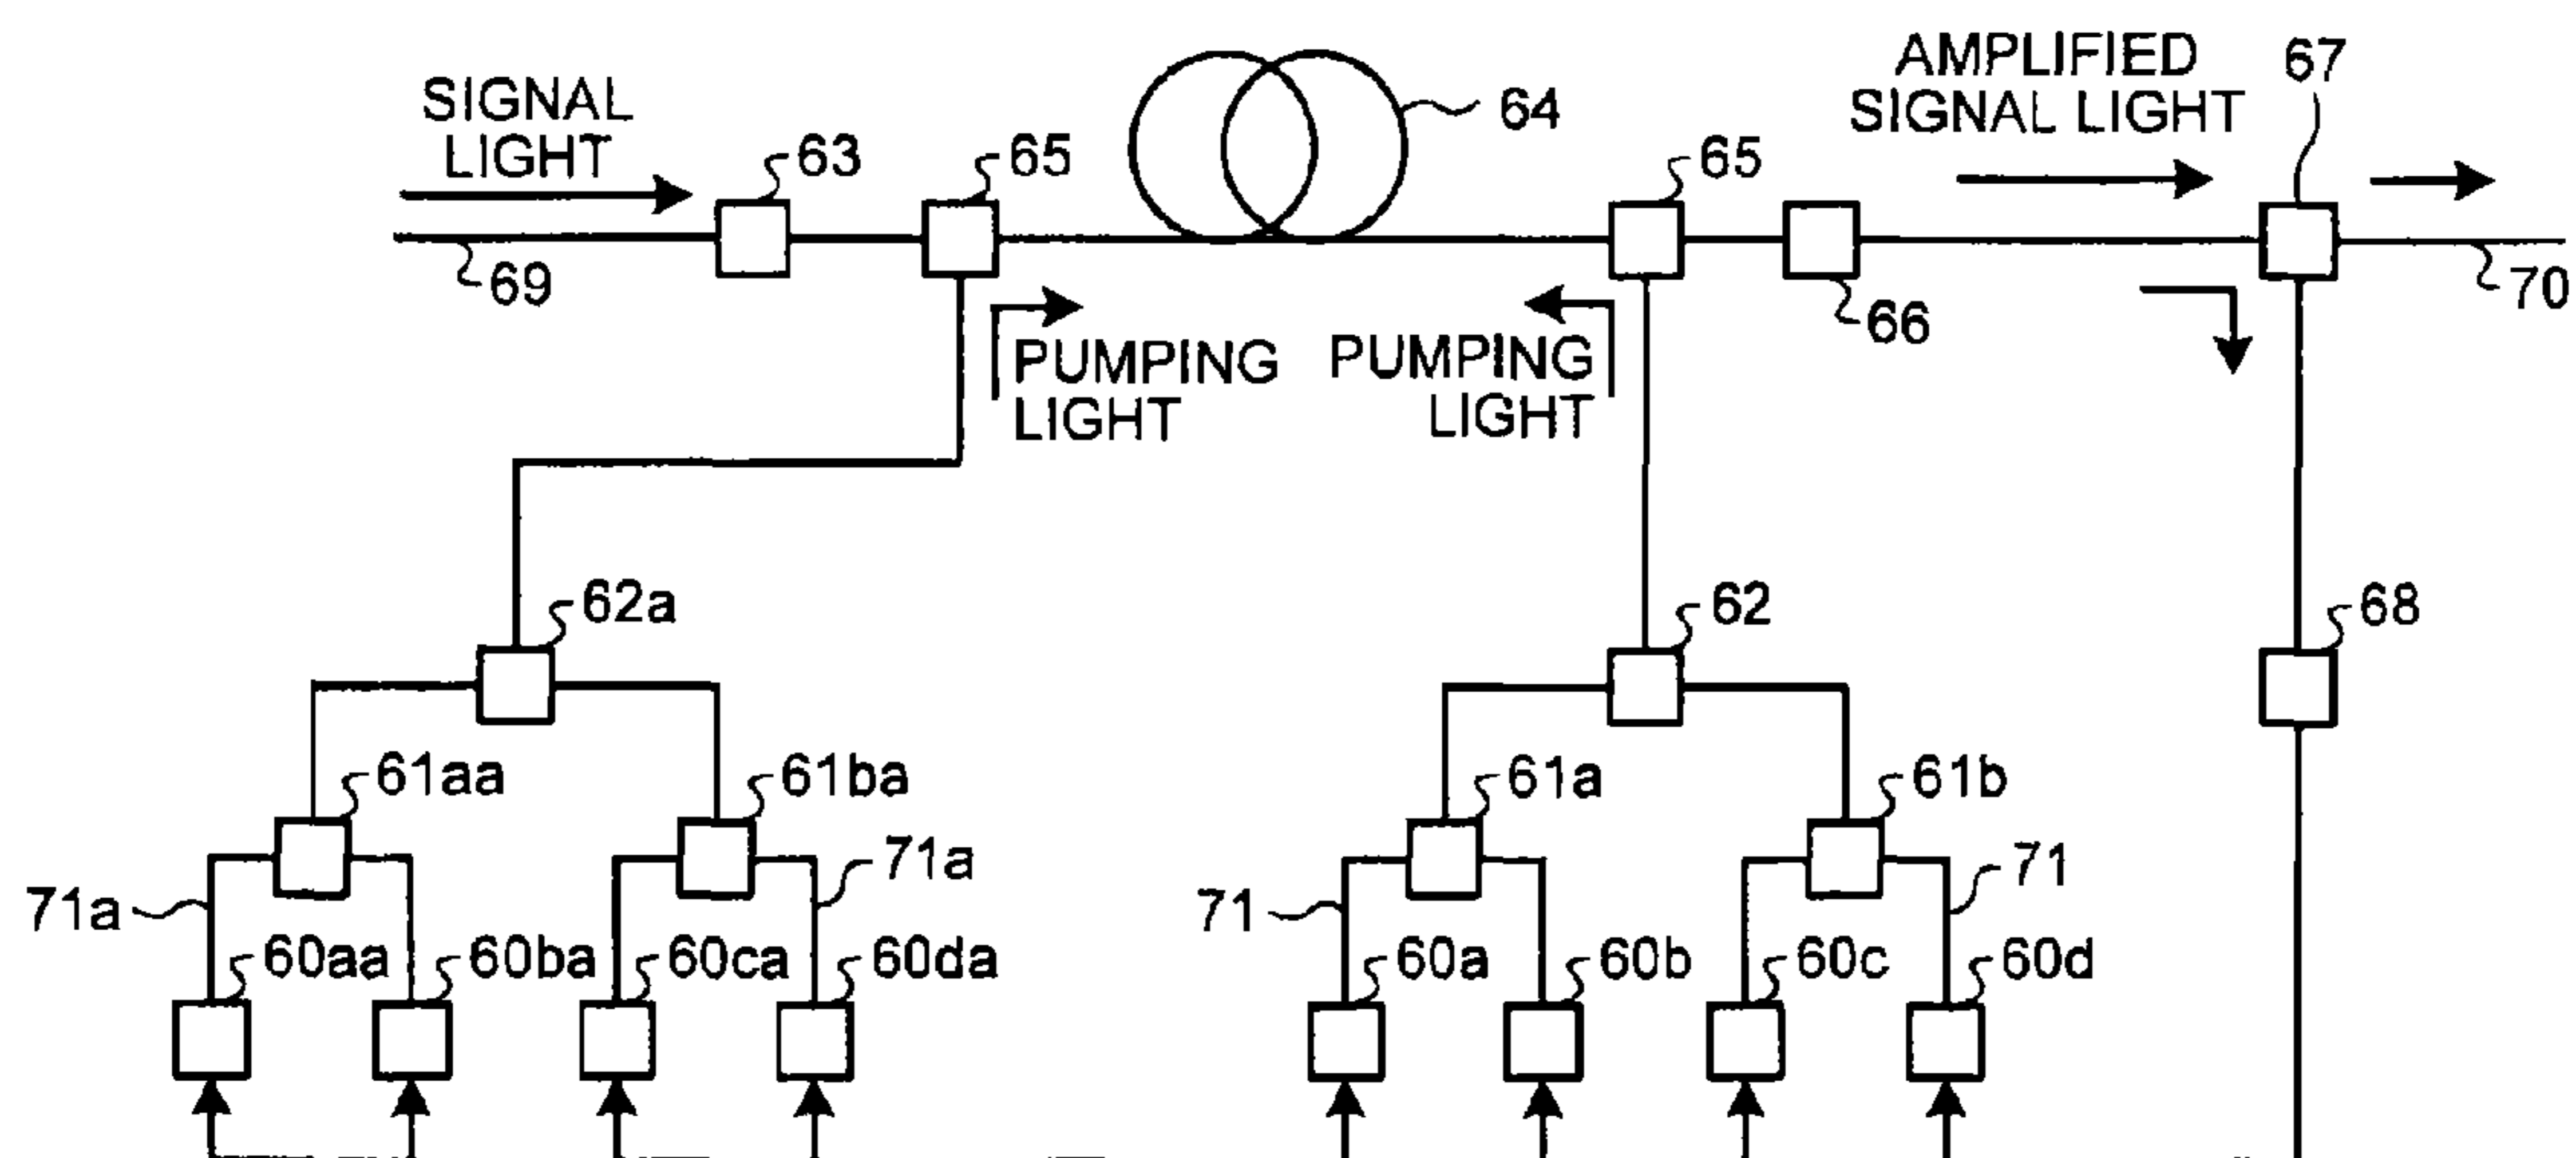 SIGNAL
LIGHT
63
65
64
65
AMPLIFIED
SIGNAL LIGHT
67
69
66
70
PUMPING
LIGHT
PUMPING
LIGHT
62a
62
68
61aa
61ba
61a
61b
71a
71a
71
71
60aa
60ba
60ca
60da
60a
60b
60c
60d